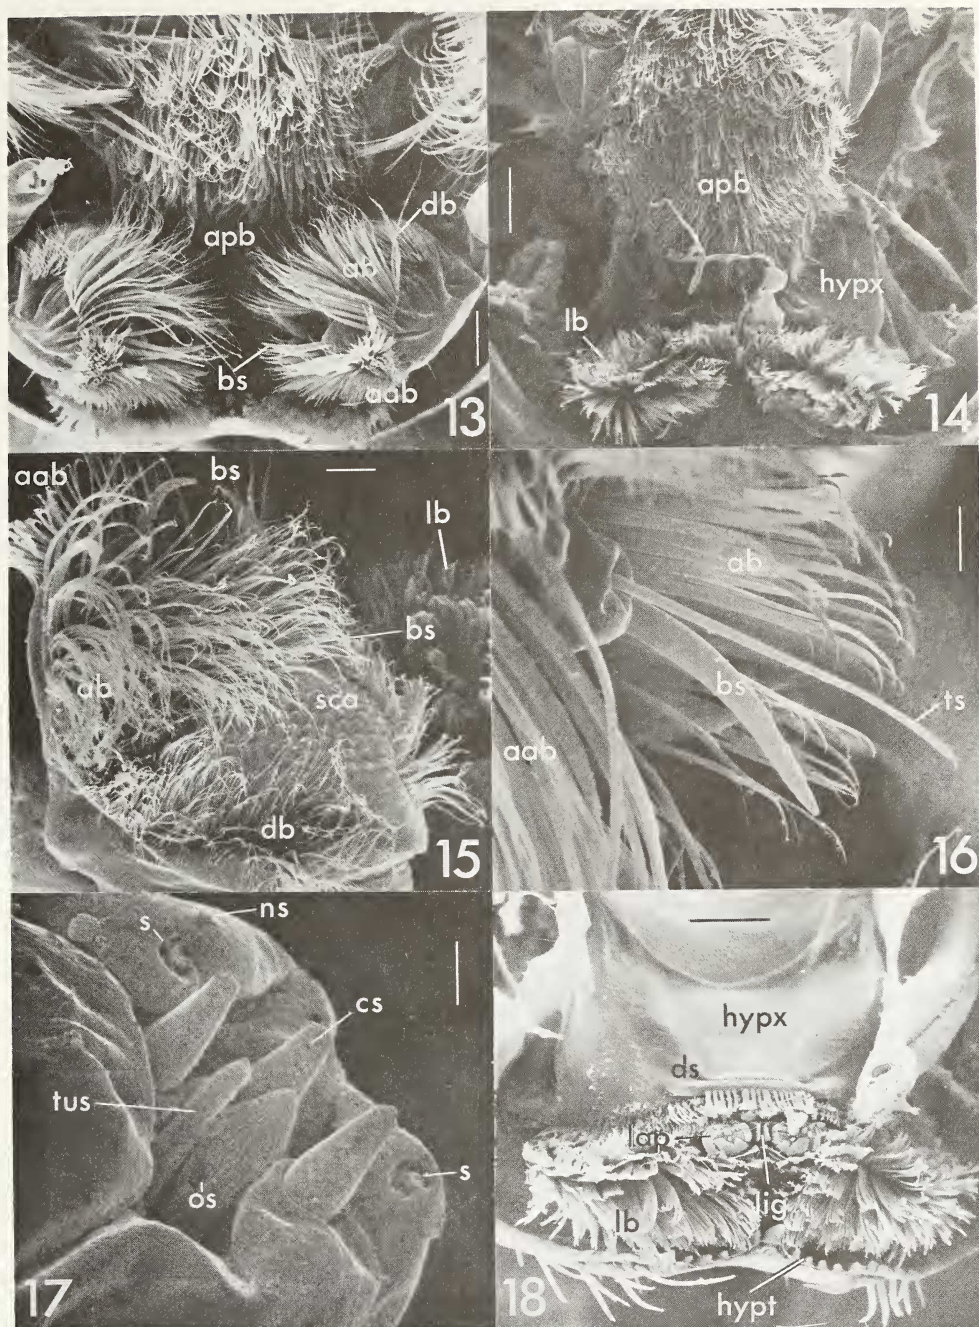 db
apb
ab
bs
aab
13
apb
hypx
lb
14
aab
bs
lb
bs
ab
sca
db
15
ab
bs
ts
aab
16
ns
s
cs
tus
s
ds
17
hypx
ds
lap
lig
lb
hypt
18